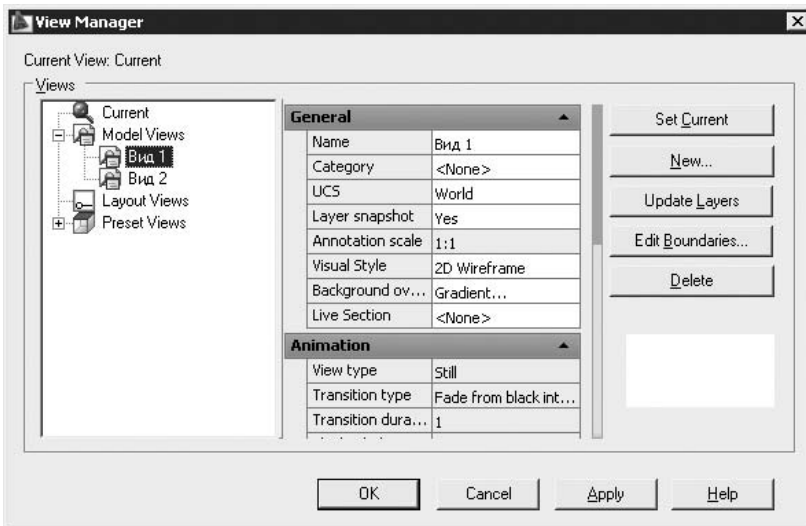 View Manager
Current View: Current
Views
Current
Model Views
Вид 1
Вид 2
Layout Views
Preset Views
General
Name Вид 1
Category <None>
UCS World
Layer snapshot Yes
Annotation scale 1:1
Visual Style 2D Wireframe
Background ov... Gradient...
Live Section <None>
Animation
View type Still
Transition type Fade from black int...
Transition dura... 1
Set Current
New...
Update Layers
Edit Boundaries...
Delete
OK
Cancel
Apply
Help